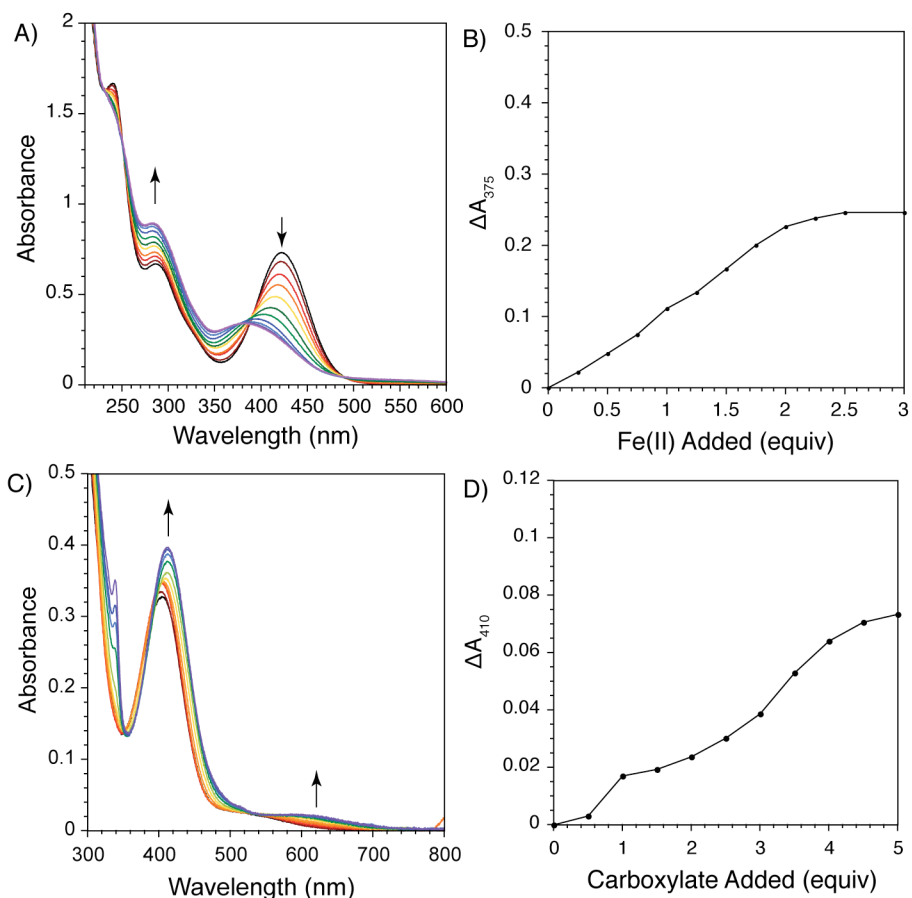 A)
2
1.5
1
0.5
0
Absorbance
250 300 350 400 450 500 550 600
Wavelength (nm)
B)
0.5
0.4
0.3
0.2
0.1
0
ΔA375
0 0.5 1 1.5 2 2.5 3
Fe(II) Added (equiv)
C)
0.5
0.4
0.3
0.2
0.1
0
Absorbance
300 400 500 600 700 800
Wavelength (nm)
D)
0.12
0.1
0.08
0.06
0.04
0.02
0
ΔA410
0 1 2 3 4 5
Carboxylate Added (equiv)